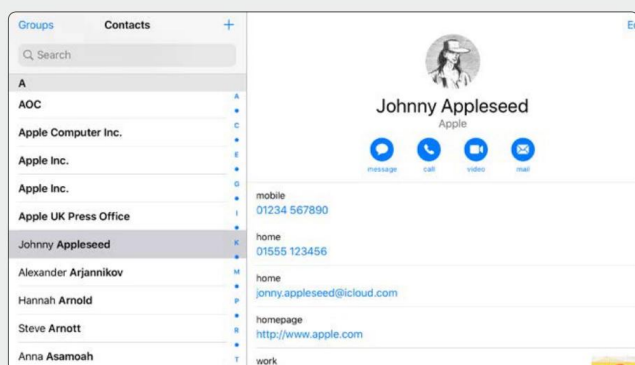 Groups Contacts +
Search
A
AOC
Apple Computer Inc.
Apple Inc.
Apple Inc.
Apple UK Press Office
Johnny Appleseed
Alexander Arjannikov
Hannah Arnold
Steve Arnott
Anna Asamoah
A
C
E
G
I
K
M
P
R
T
Johnny Appleseed
Apple
message call video mail
mobile
01234 567890
home
01555 123456
home
jonny.appleseed@icloud.com
homepage
http://www.apple.com
work